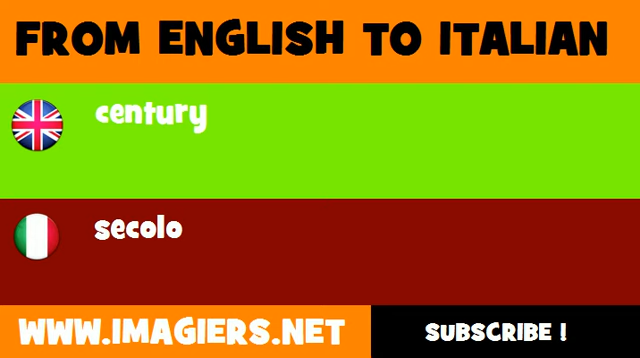 FROM ENGLISH TO ITALIAN
century
secolo
WWW.IMAGIERS.NET
SUBSCRIBE !